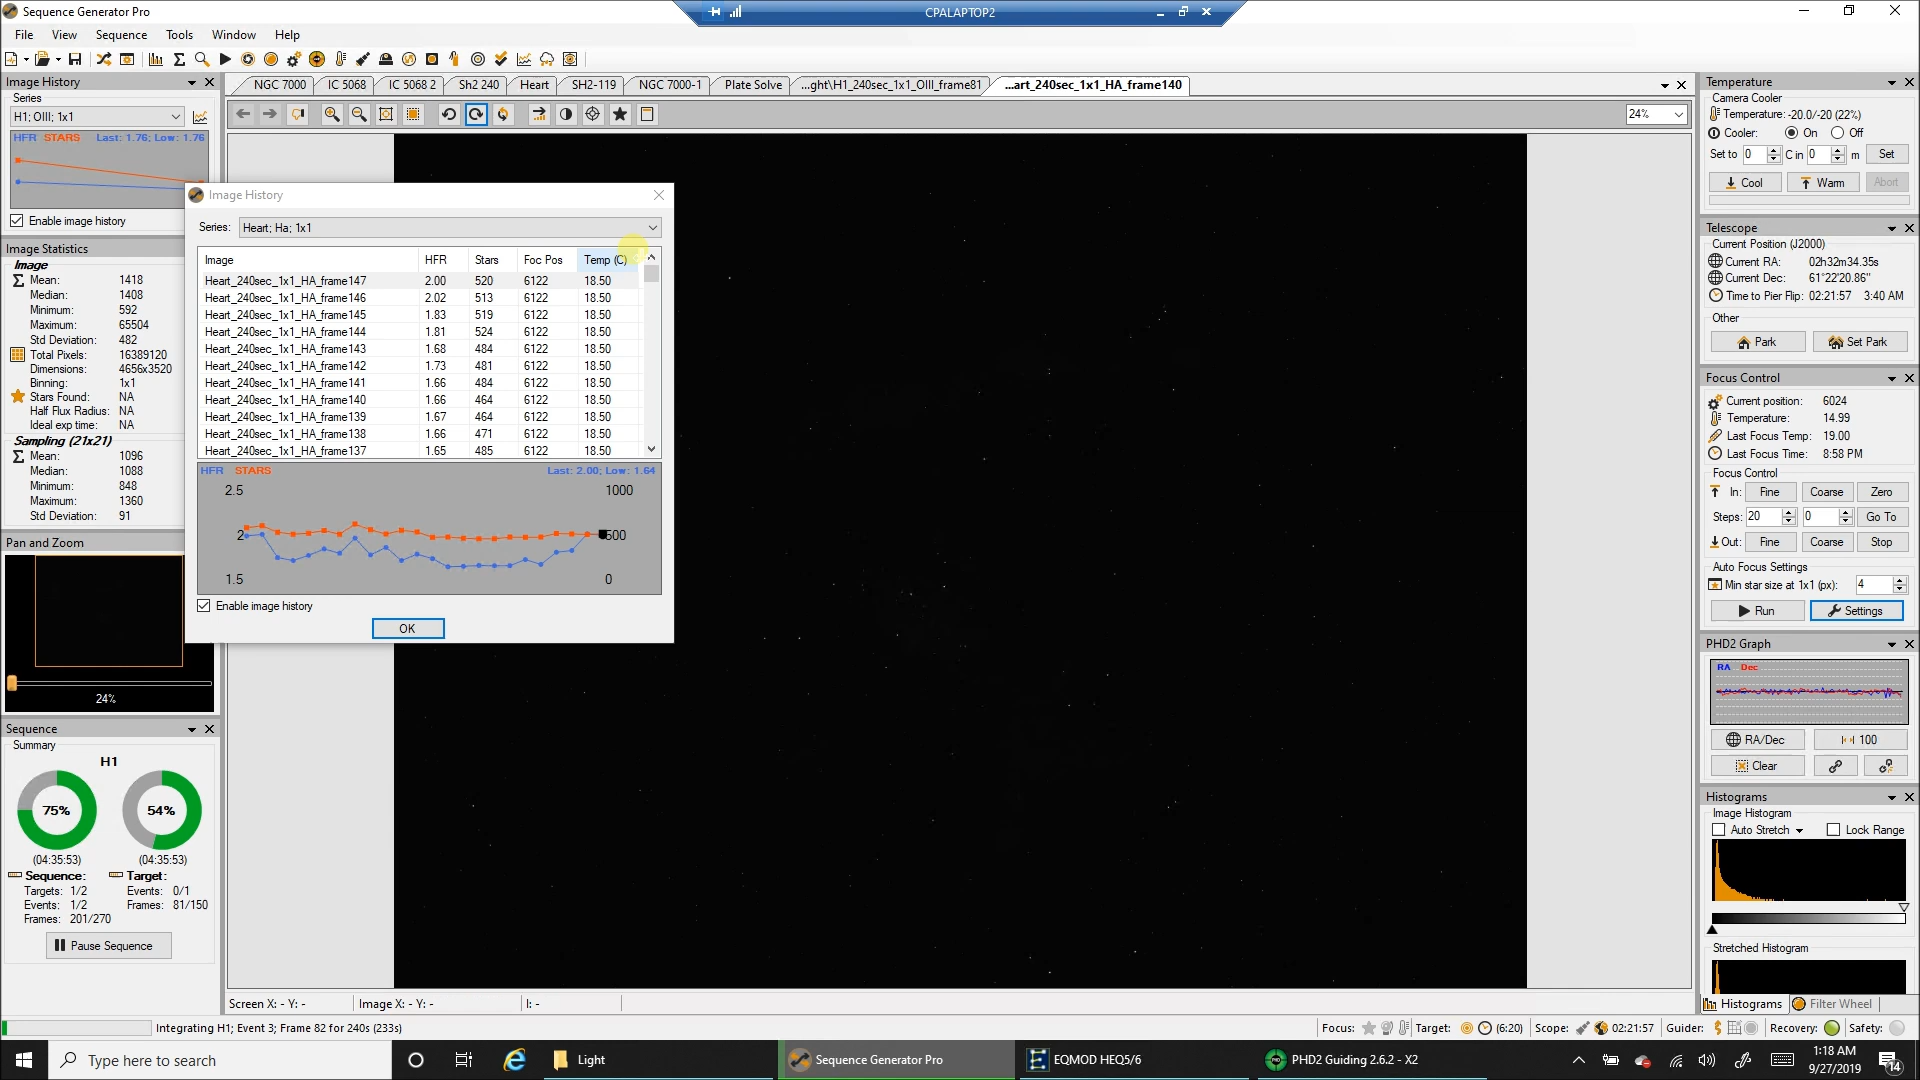 Sequence Generator Pro
CPALAPTOP2
File View Sequence Tools Window Help
Image History
Series
H1; OIII; 1x1
HFR STARS Last: 1.76; Low: 1.76
Enable image history
Image Statistics
Image
Mean: 1418
Median: 1408
Minimum: 592
Maximum: 65504
Std Deviation: 482
Total Pixels: 16389120
Dimensions: 4656x3520
Binning: 1x1
Stars Found: NA
Half Flux Radius: NA
Ideal exp time: NA
Sampling (21x21)
Mean: 1096
Median: 1088
Minimum: 848
Maximum: 1360
Std Deviation: 91
Pan and Zoom
24%
Sequence
Summary
H1
75% 54%
(04:35:53) (04:35:53)
Sequence: Target:
Targets: 1/2 Events: 0/1
Events: 1/2 Frames: 81/150
Frames: 201/270
Pause Sequence
NGC 7000 IC 5068 IC 5068 2 Sh2 240 Heart SH2-119 NGC 7000-1 Plate Solve ...ght\H1_240sec_1x1_OIII_frame81 ...art_240sec_1x1_HA_frame140
24%
Image History
Series: Heart; Ha; 1x1
Image HFR Stars Foc Pos Temp (C)
Heart_240sec_1x1_HA_frame147 2.00 520 6122 18.50
Heart_240sec_1x1_HA_frame146 2.02 513 6122 18.50
Heart_240sec_1x1_HA_frame145 1.83 519 6122 18.50
Heart_240sec_1x1_HA_frame144 1.81 524 6122 18.50
Heart_240sec_1x1_HA_frame143 1.68 484 6122 18.50
Heart_240sec_1x1_HA_frame142 1.73 481 6122 18.50
Heart_240sec_1x1_HA_frame141 1.66 484 6122 18.50
Heart_240sec_1x1_HA_frame140 1.66 464 6122 18.50
Heart_240sec_1x1_HA_frame139 1.67 464 6122 18.50
Heart_240sec_1x1_HA_frame138 1.66 471 6122 18.50
Heart_240sec_1x1_HA_frame137 1.65 485 6122 18.50
HFR STARS Last: 2.00; Low: 1.64
2.5 1000
2 500
1.5 0
Enable image history
OK
Screen X: - Y: - Image X: - Y: - I: -
Temperature
Camera Cooler
Temperature: -20.0/-20 (22%)
Cooler: On Off
Set to 0 C in 0 m Set
Cool Warm Abort
Telescope
Current Position (J2000)
Current RA: 02h32m34.35s
Current Dec: 61°22'20.86"
Time to Pier Flip: 02:21:57 3:40 AM
Other
Park Set Park
Focus Control
Current position: 6024
Temperature: 14.99
Last Focus Temp: 19.00
Last Focus Time: 8:58 PM
Focus Control
In: Fine Coarse Zero
Steps: 20 0 Go To
Out: Fine Coarse Stop
Auto Focus Settings
Min star size at 1x1 (px): 4
Run Settings
PHD2 Graph
RA Dec
RA/Dec 100
Clear
Histograms
Image Histogram
Auto Stretch Lock Range
Stretched Histogram
Histograms Filter Wheel
Integrating H1; Event 3; Frame 82 for 240s (233s)
Focus: Target: (6:20) Scope: 02:21:57 Guider: Recovery: Safety:
Type here to search
Light
Sequence Generator Pro
EQMOD HEQ5/6
PHD2 Guiding 2.6.2 - X2
1:18 AM
9/27/2019
14